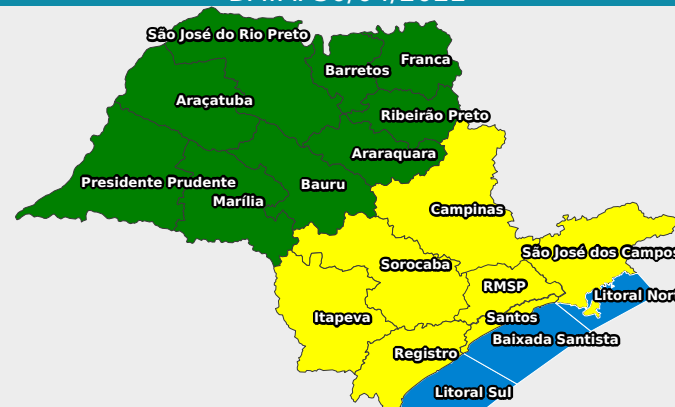 São José do Rio Preto
Franca
Barretos
Araçatuba
Ribeirão Preto
Araraquara
Presidente Prudente
Bauru
Marília
Campinas
São José dos Campos
Sorocaba
RMSP
Litoral Nor
Itapeva
Santos
Baixada Santista
Registro
Litoral Sul